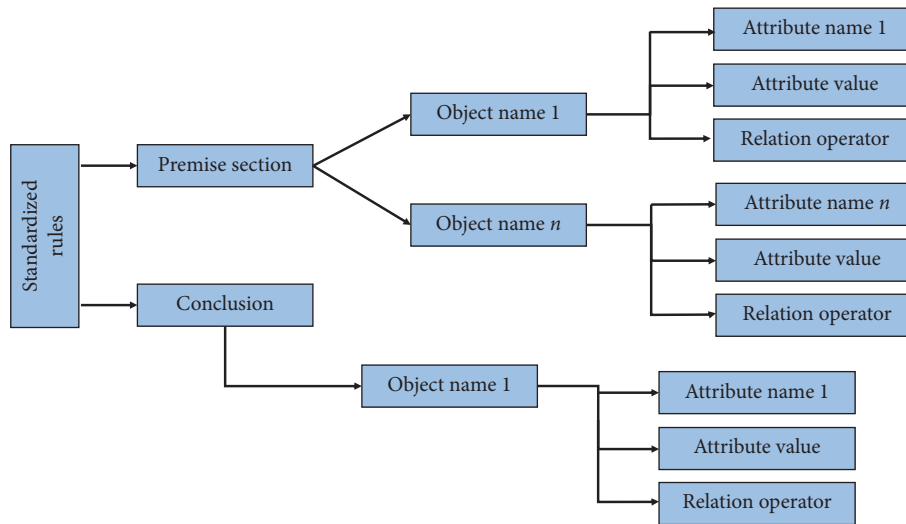 Standardized
rules
Premise section
Object name 1
Attribute name 1
Attribute value
Relation operator
Object name n
Attribute name n
Attribute value
Relation operator
Conclusion
Object name 1
Attribute name 1
Attribute value
Relation operator